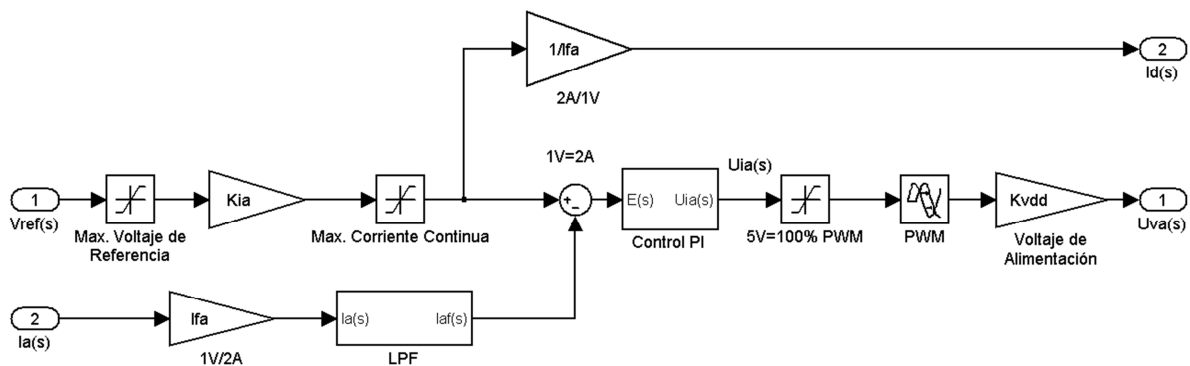 1/Ifa
2A/1V
2
Id(s)
1V=2A
1
Vref(s)
Max. Voltaje de
Referencia
Kia
Max. Corriente Continua
+
−
E(s)
Uia(s)
Control PI
Uia(s)
5V=100% PWM
PWM
Kvdd
Voltaje de
Alimentación
1
Uva(s)
2
Ia(s)
Ifa
1V/2A
Ia(s)
Iaf(s)
LPF